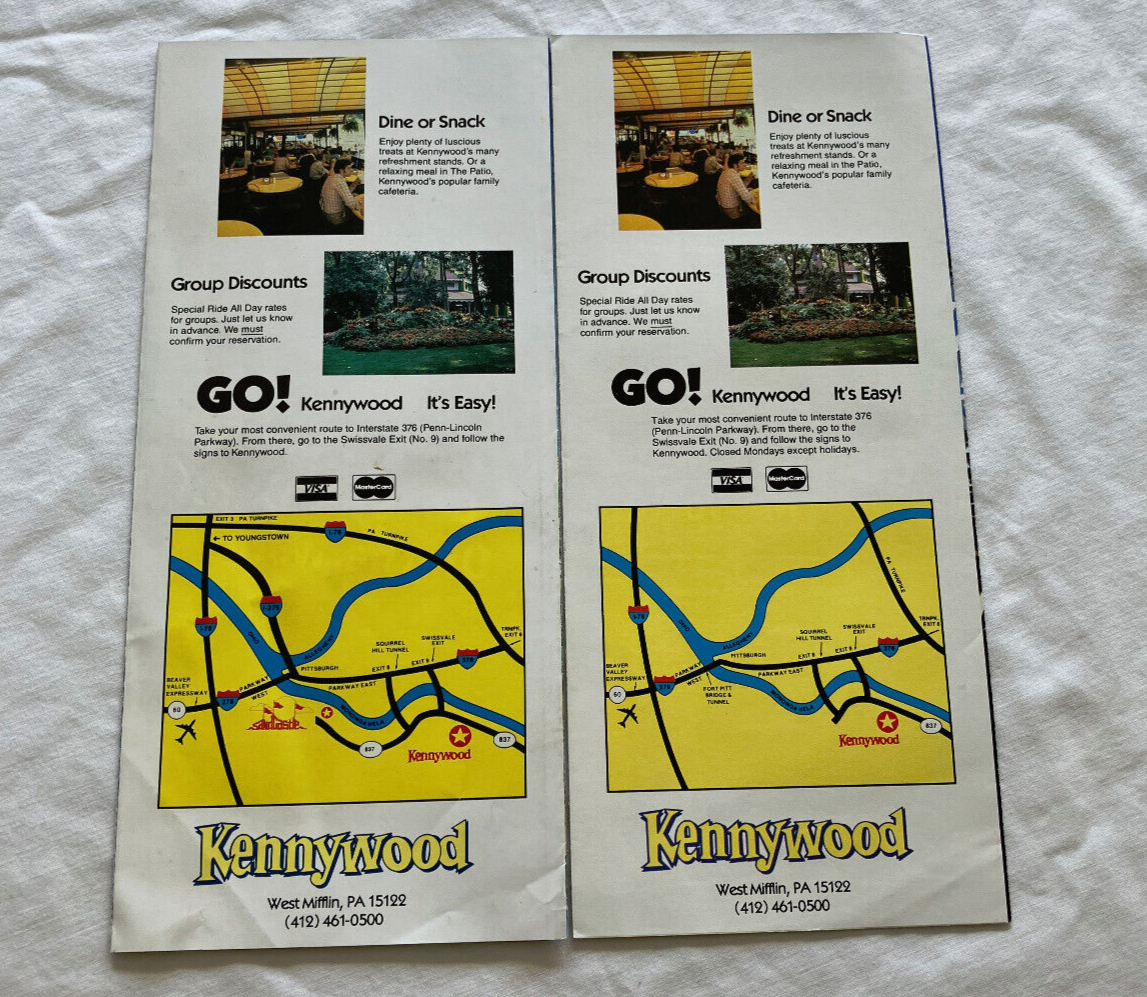 Dine or Snack
Enjoy plenty of luscious
treats at Kennywood's many
refreshment stands. Or a
relaxing meal in The Patio,
Kennywood's popular family
cafeteria.
Group Discounts
Special Ride All Day rates
for groups. Just let us know
in advance. We must
confirm your reservation.
GO! Kennywood It's Easy!
Take your most convenient route to Interstate 376 (Penn-Lincoln
Parkway). From there, go to the Swissvale Exit (No. 9) and follow the
signs to Kennywood.
VISA MasterCard
EXIT 3 PA TURNPIKE
← TO YOUNGSTOWN
I-76
PA TURNPIKE
I-279
I-79
OHIO
ALLEGHENY
SQUIRREL
HILL TUNNEL
SWISSVALE
EXIT
TRNPK.
EXIT 6
PITTSBURGH
EXIT 8
EXIT 9
376
BEAVER
VALLEY
EXPRESSWAY
PARKWAY
WEST
PARKWAY EAST
60
279
MONONGAHELA
sandcastle
837
837
Kennywood
Kennywood
West Mifflin, PA 15122
(412) 461-0500
Dine or Snack
Enjoy plenty of luscious
treats at Kennywood's many
refreshment stands. Or a
relaxing meal in the Patio,
Kennywood's popular family
cafeteria.
Group Discounts
Special Ride All Day rates
for groups. Just let us know
in advance. We must
confirm your reservation.
GO! Kennywood It's Easy!
Take your most convenient route to Interstate 376
(Penn-Lincoln Parkway). From there, go to the
Swissvale Exit (No. 9) and follow the signs to
Kennywood. Closed Mondays except holidays.
VISA MasterCard
PA TURNPIKE
I-79
OHIO
ALLEGHENY
SQUIRREL
HILL TUNNEL
SWISSVALE
EXIT
TRNPK.
EXIT 6
PITTSBURGH
EXIT 8
EXIT 9
376
BEAVER
VALLEY
EXPRESSWAY
PARKWAY
WEST
PARKWAY EAST
60
279
FORT PITT
BRIDGE &
TUNNEL
MONONGAHELA
837
Kennywood
Kennywood
West Mifflin, PA 15122
(412) 461-0500